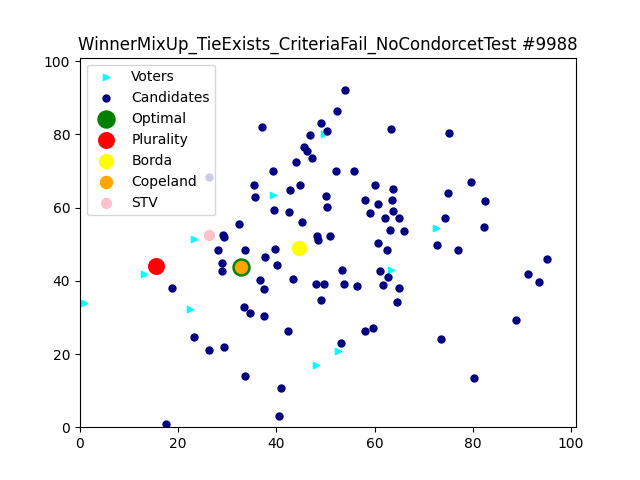 WinnerMixUp_TieExists_CriteriaFail_NoCondorcetTest #9988
100
80
60
40
20
0
Voters
Candidates
Optimal
Plurality
Borda
Copeland
STV
0 20 40 60 80 100